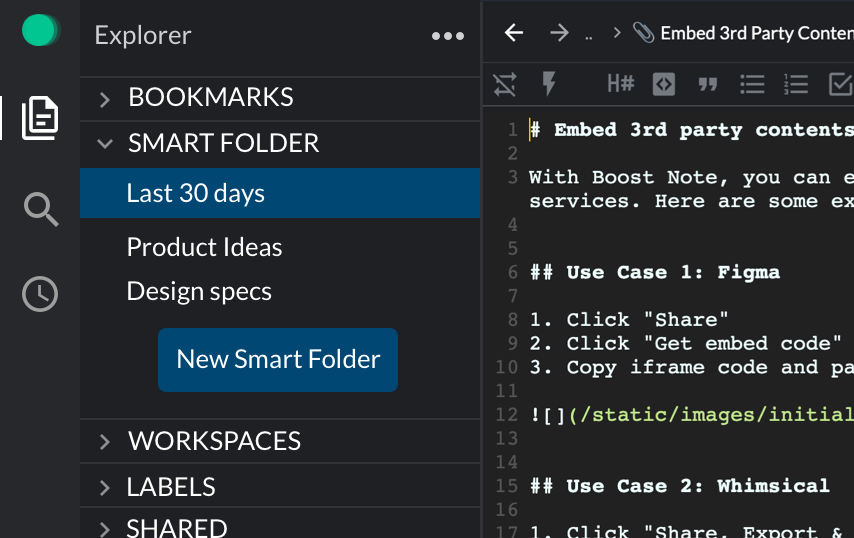 Explorer
BOOKMARKS
SMART FOLDER
Last 30 days
Product Ideas
Design specs
New Smart Folder
WORKSPACES
LABELS
SHARED
.. > Embed 3rd Party Conten
H#
1 # Embed 3rd party contents
2
3 With Boost Note, you can e
services. Here are some ex
4
5
6 ## Use Case 1: Figma
7
8 1. Click "Share"
9 2. Click "Get embed code"
10 3. Copy iframe code and pa
11
12 ![](/static/images/initial
13
14
15 ## Use Case 2: Whimsical
16
17 1. Click "Share, Export &